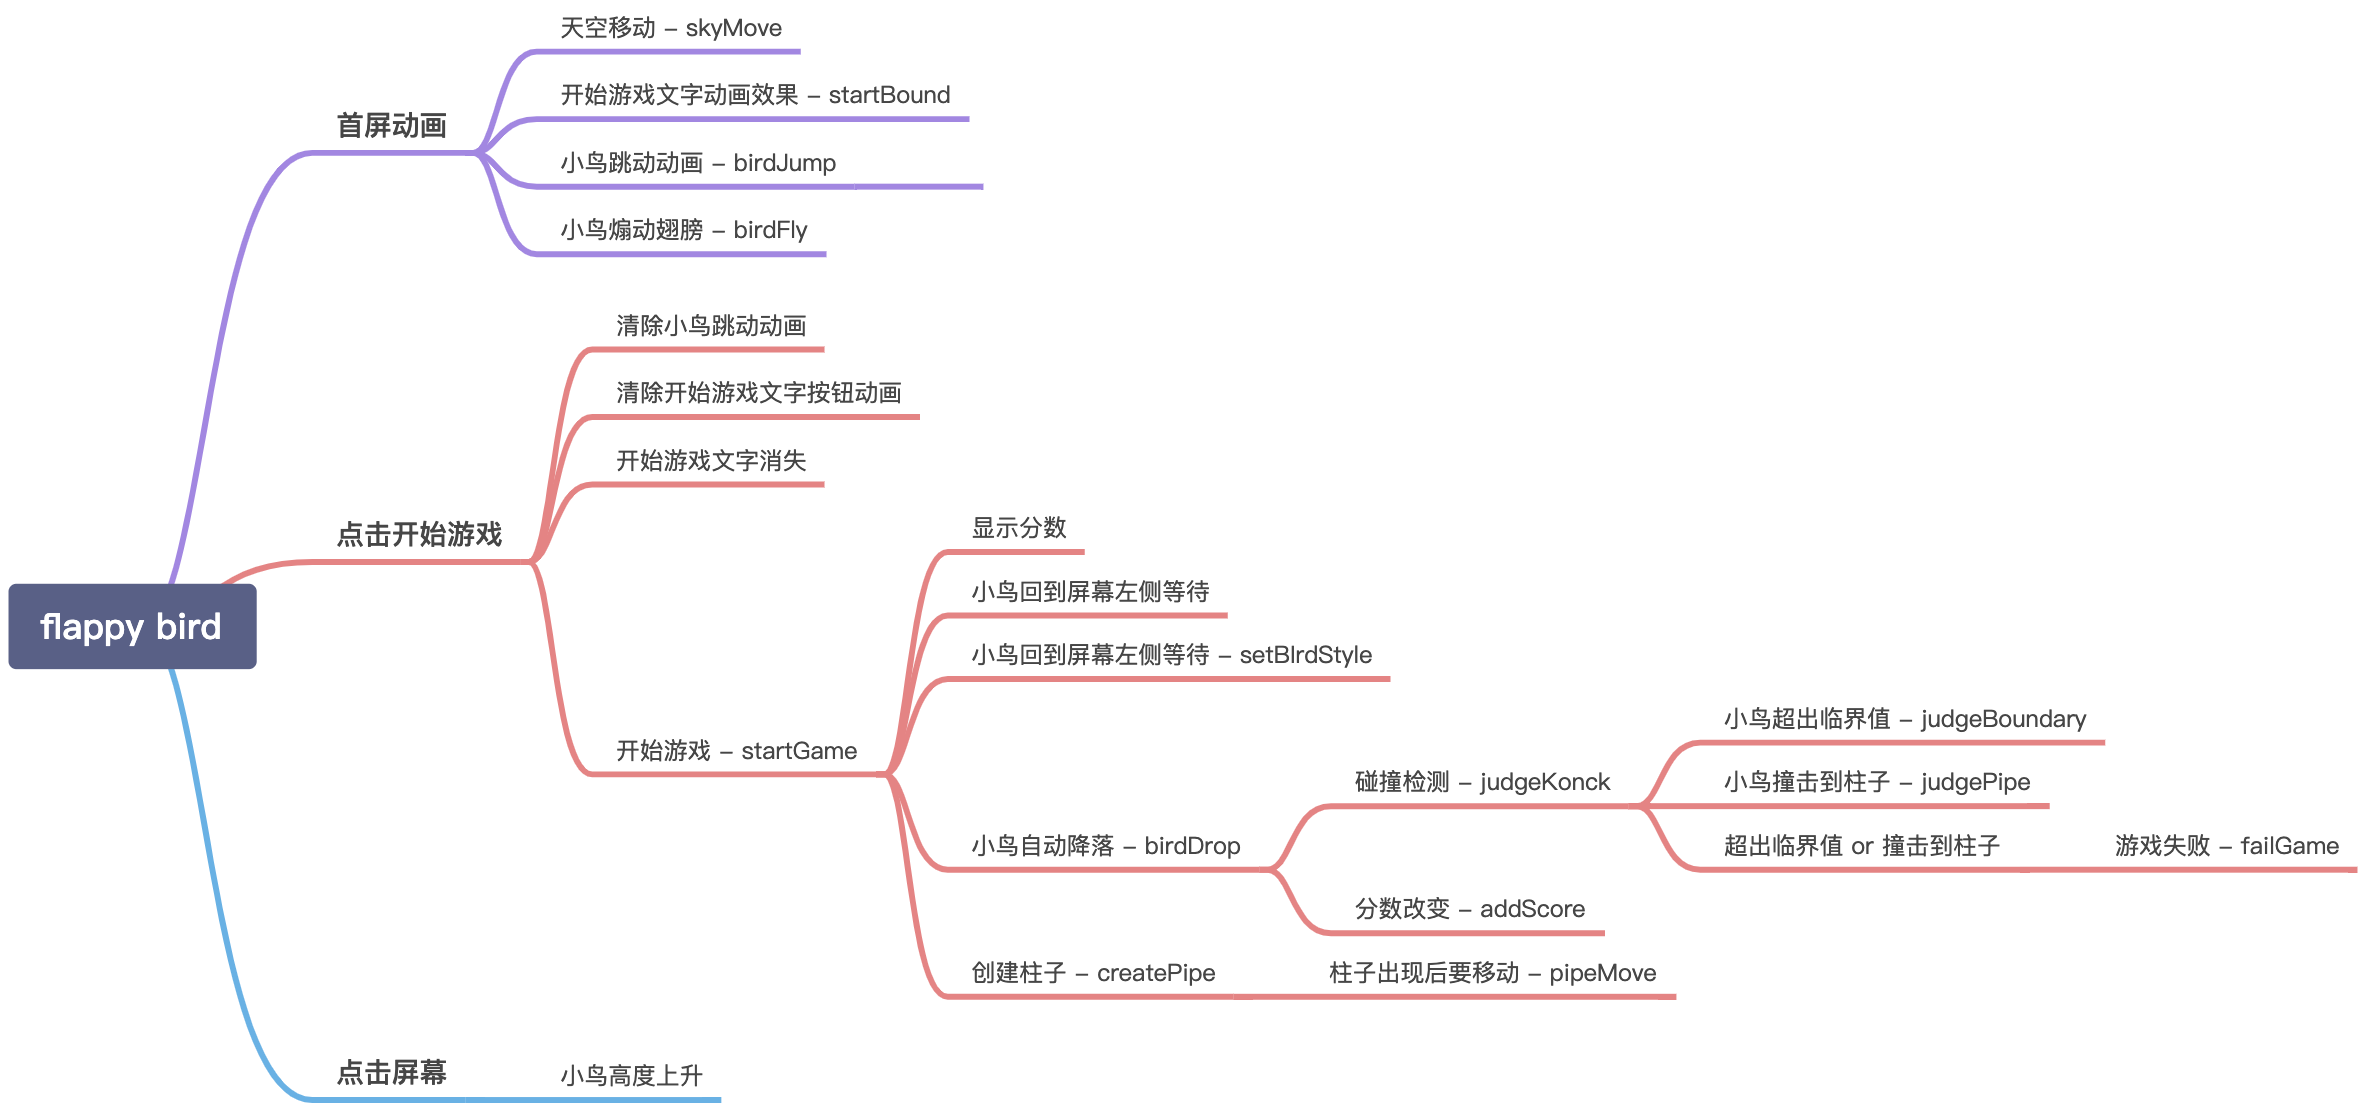 flappy bird
首屏动画
天空移动 – skyMove
开始游戏文字动画效果 – startBound
小鸟跳动动画 – birdJump
小鸟煽动翅膀 – birdFly
点击开始游戏
清除小鸟跳动动画
清除开始游戏文字按钮动画
开始游戏文字消失
开始游戏 – startGame
显示分数
小鸟回到屏幕左侧等待
小鸟回到屏幕左侧等待 – setBIrdStyle
小鸟自动降落 – birdDrop
碰撞检测 – judgeKonck
小鸟超出临界值 – judgeBoundary
小鸟撞击到柱子 – judgePipe
超出临界值 or 撞击到柱子
游戏失败 – failGame
分数改变 – addScore
创建柱子 – createPipe
柱子出现后要移动 – pipeMove
点击屏幕
小鸟高度上升